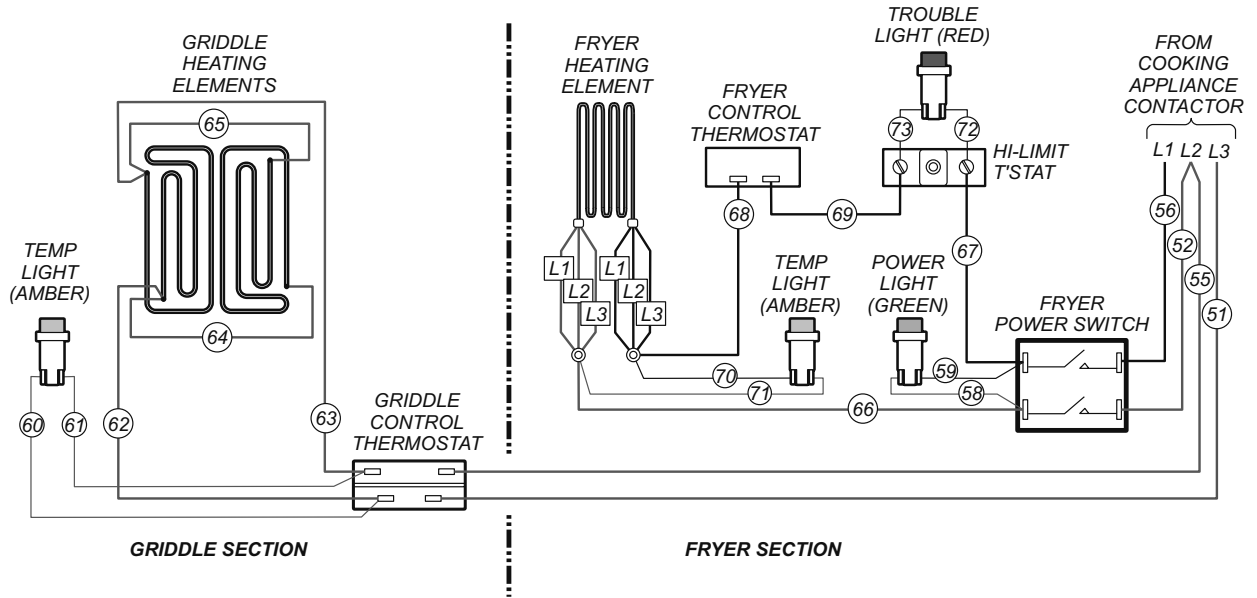 GRIDDLE
HEATING
ELEMENTS
65
64
TEMP
LIGHT
(AMBER)
60
61
62
63
GRIDDLE
CONTROL
THERMOSTAT
GRIDDLE SECTION
FRYER
HEATING
ELEMENT
L1
L2
L3
L1
L2
L3
FRYER
CONTROL
THERMOSTAT
68
69
TROUBLE
LIGHT (RED)
73
72
HI-LIMIT
T'STAT
67
TEMP
LIGHT
(AMBER)
70
71
POWER
LIGHT
(GREEN)
59
58
66
FRYER
POWER SWITCH
FROM
COOKING
APPLIANCE
CONTACTOR
L1 L2 L3
56
52
55
51
FRYER SECTION